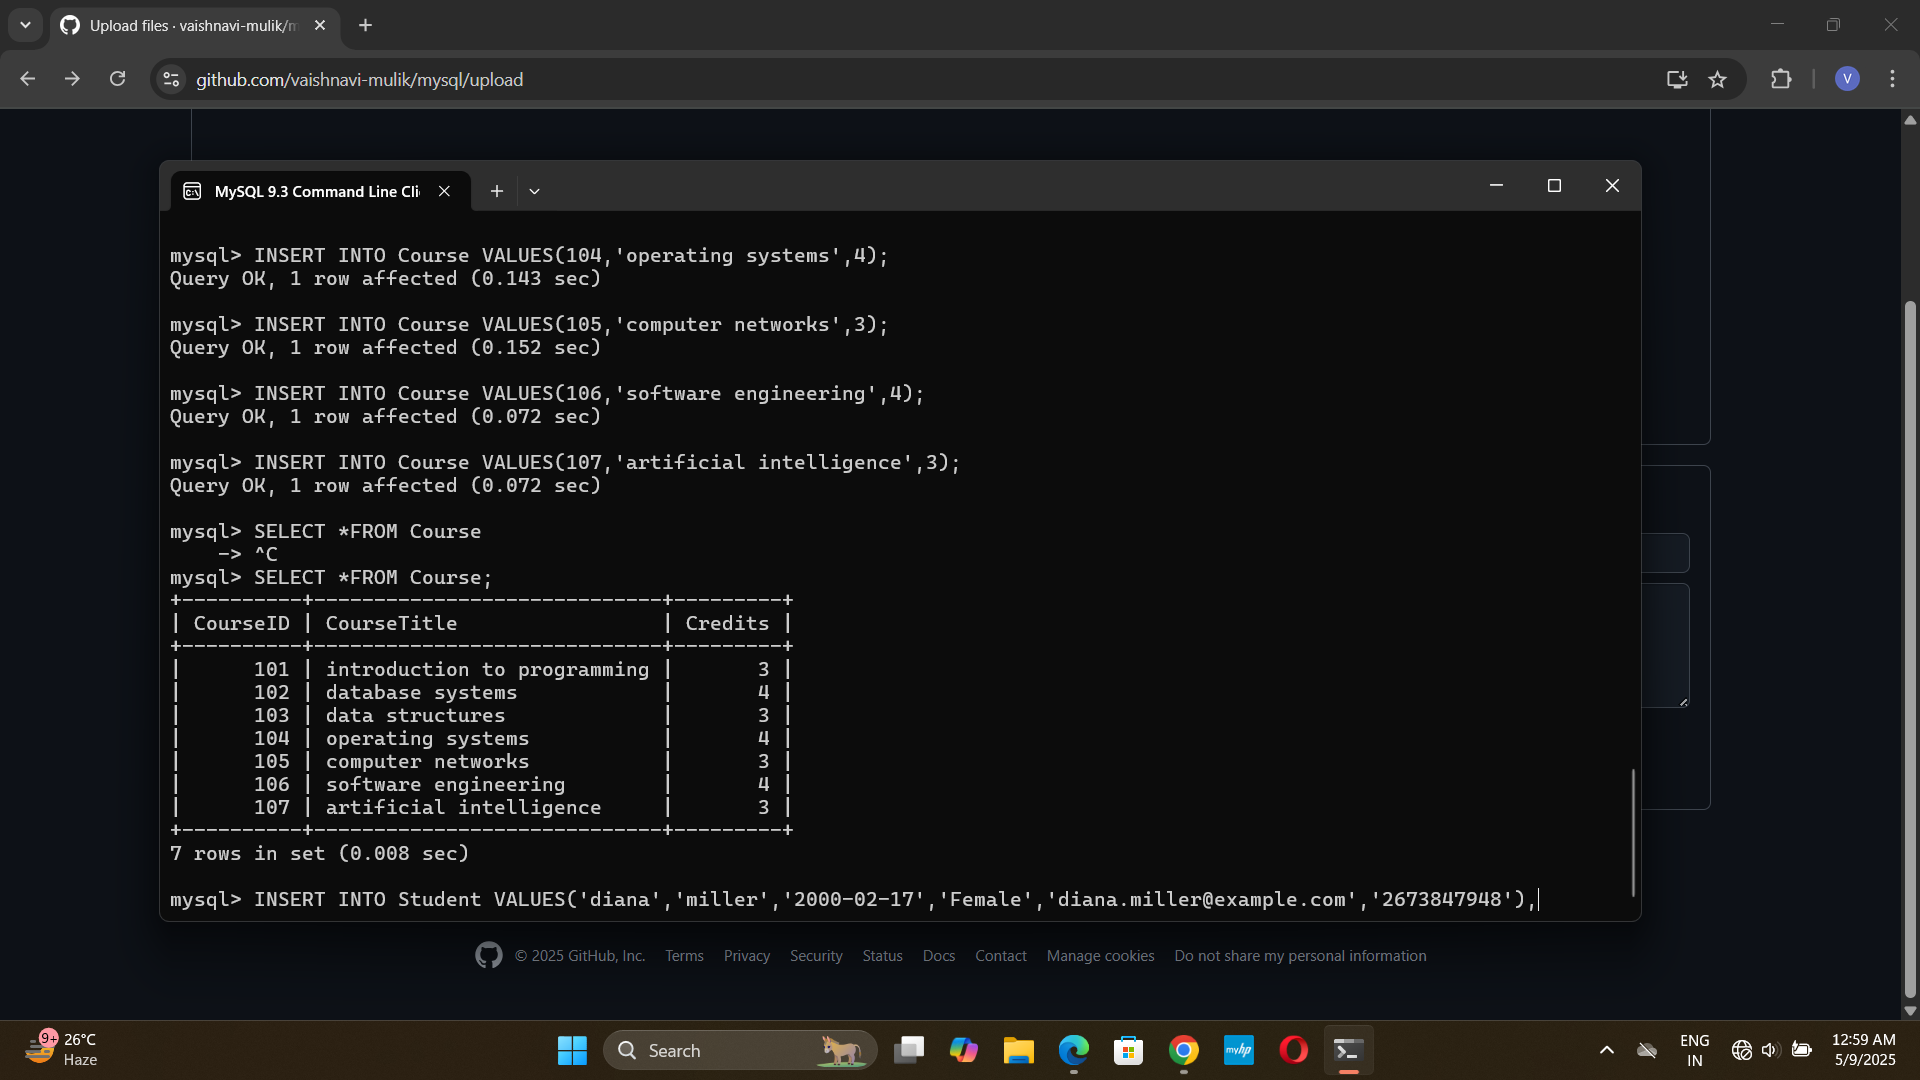 Upload files · vaishnavi-mulik/m
github.com/vaishnavi-mulik/mysql/upload
V
MySQL 9.3 Command Line Cli
mysql> INSERT INTO Course VALUES(104,'operating systems',4);
Query OK, 1 row affected (0.143 sec)
mysql> INSERT INTO Course VALUES(105,'computer networks',3);
Query OK, 1 row affected (0.152 sec)
mysql> INSERT INTO Course VALUES(106,'software engineering',4);
Query OK, 1 row affected (0.072 sec)
mysql> INSERT INTO Course VALUES(107,'artificial intelligence',3);
Query OK, 1 row affected (0.072 sec)
mysql> SELECT *FROM Course
    -> ^C
mysql> SELECT *FROM Course;
+----------+-----------------------------+---------+
| CourseID | CourseTitle                 | Credits |
+----------+-----------------------------+---------+
|      101 | introduction to programming |       3 |
|      102 | database systems            |       4 |
|      103 | data structures             |       3 |
|      104 | operating systems           |       4 |
|      105 | computer networks           |       3 |
|      106 | software engineering        |       4 |
|      107 | artificial intelligence     |       3 |
+----------+-----------------------------+---------+
7 rows in set (0.008 sec)
mysql> INSERT INTO Student VALUES('diana','miller','2000-02-17','Female','diana.miller@example.com','2673847948'),
© 2025 GitHub, Inc. Terms Privacy Security Status Docs Contact Manage cookies Do not share my personal information
9+ 26°C
Haze
Search
myhp
ENG
IN
12:59 AM
5/9/2025